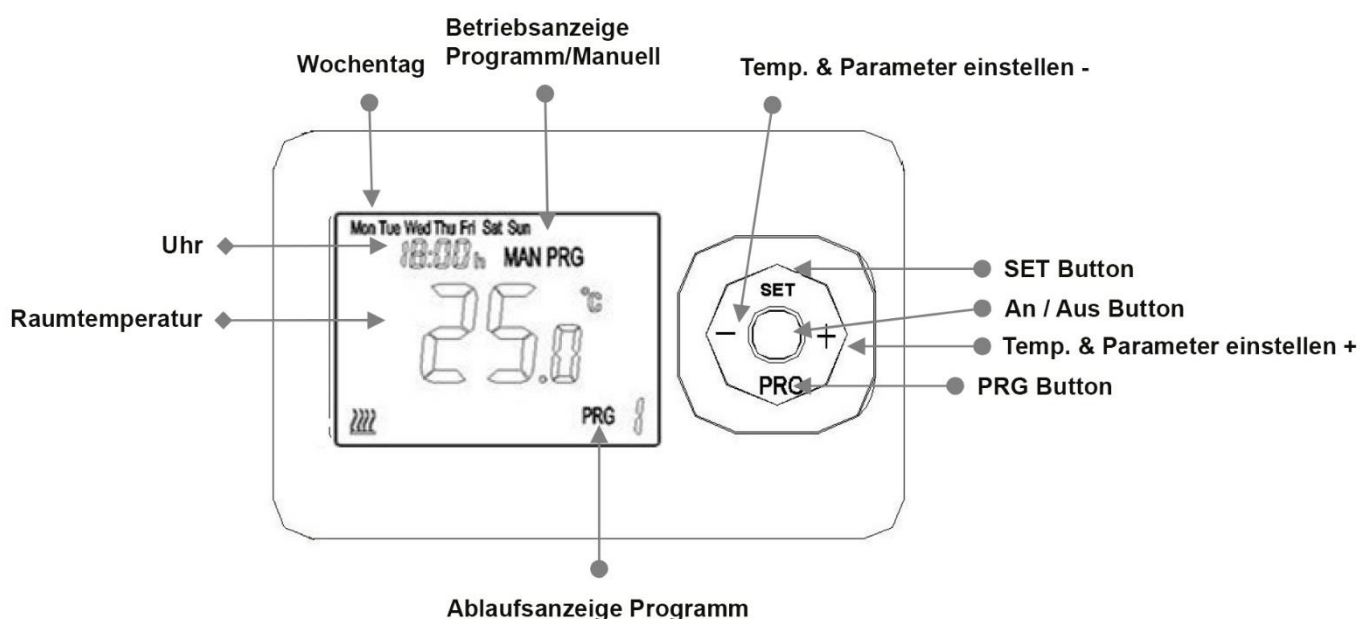 Betriebsanzeige
Programm/Manuell
Wochentag
Temp. & Parameter einstellen -
Mon Tue Wed Thu Fri Sat Sun
Uhr
18:00 h MAN PRG
SET Button
Raumtemperatur
25.0 °C
SET
An / Aus Button
- +
Temp. & Parameter einstellen +
PRG
PRG Button
PRG 1
Ablaufsanzeige Programm